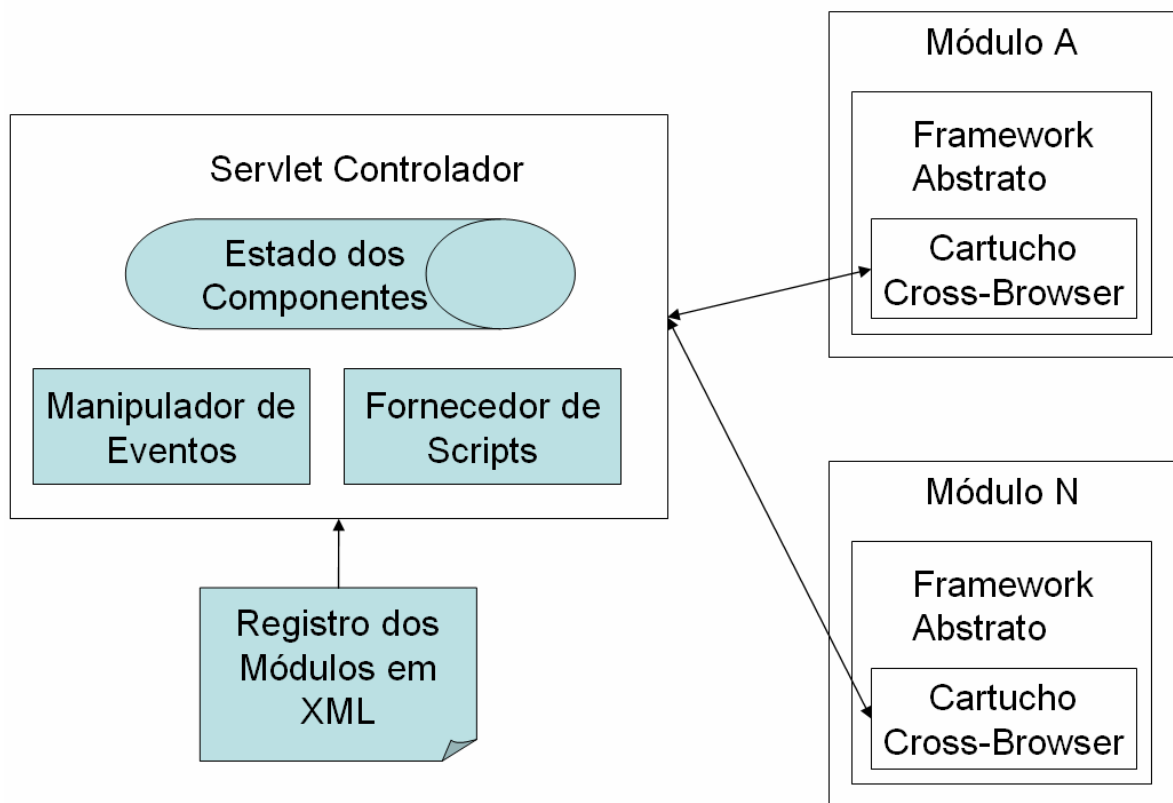 Servlet Controlador
Estado dos
Componentes
Manipulador de
Eventos
Fornecedor de
Scripts
Registro dos
Módulos em
XML
Módulo A
Framework
Abstrato
Cartucho
Cross-Browser
Módulo N
Framework
Abstrato
Cartucho
Cross-Browser